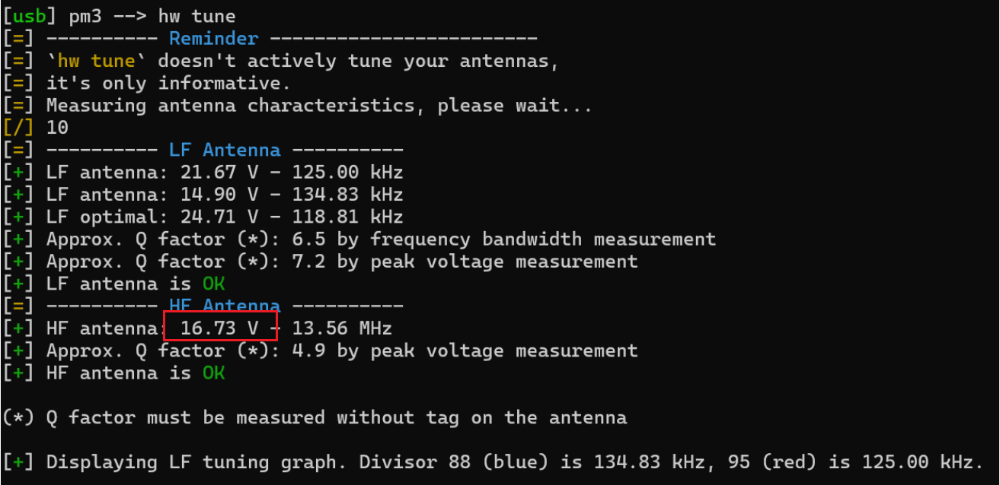 [usb] pm3 --> hw tune
[=] ---------- Reminder ------------------------
[=] `hw tune` doesn't actively tune your antennas,
[=] it's only informative.
[=] Measuring antenna characteristics, please wait...
[/] 10
[=] ---------- LF Antenna ----------
[+] LF antenna: 21.67 V - 125.00 kHz
[+] LF antenna: 14.90 V - 134.83 kHz
[+] LF optimal: 24.71 V - 118.81 kHz
[+] Approx. Q factor (*): 6.5 by frequency bandwidth measurement
[+] Approx. Q factor (*): 7.2 by peak voltage measurement
[+] LF antenna is OK
[=] ---------- HF Antenna ----------
[+] HF antenna: 16.73 V - 13.56 MHz
[+] Approx. Q factor (*): 4.9 by peak voltage measurement
[+] HF antenna is OK
(*) Q factor must be measured without tag on the antenna
[+] Displaying LF tuning graph. Divisor 88 (blue) is 134.83 kHz, 95 (red) is 125.00 kHz.